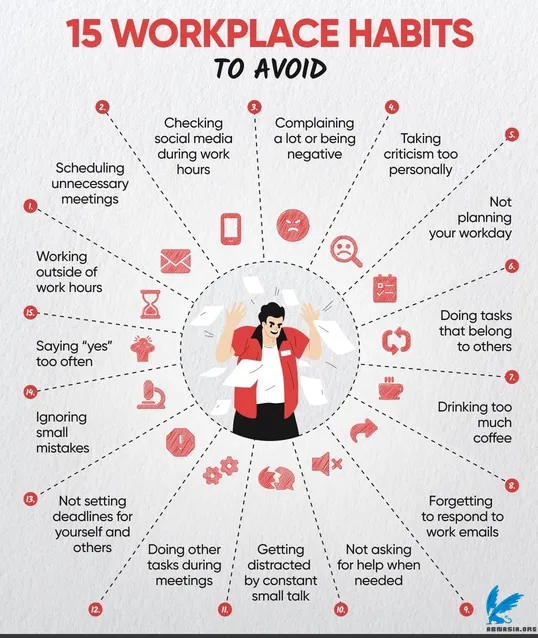 15 WORKPLACE HABITS
TO AVOID
1.
Working
outside of
work hours
2.
Scheduling
unnecessary
meetings
3.
Checking
social media
during work
hours
4.
Complaining
a lot or being
negative
5.
Taking
criticism too
personally
6.
Not
planning
your workday
7.
Doing tasks
that belong
to others
8.
Drinking too
much
coffee
9.
Forgetting
to respond to
work emails
10.
Not asking
for help when
needed
11.
Getting
distracted
by constant
small talk
12.
Doing other
tasks during
meetings
13.
Not setting
deadlines for
yourself and
others
14.
Ignoring
small
mistakes
15.
Saying "yes"
too often
ABMASIA.ORG